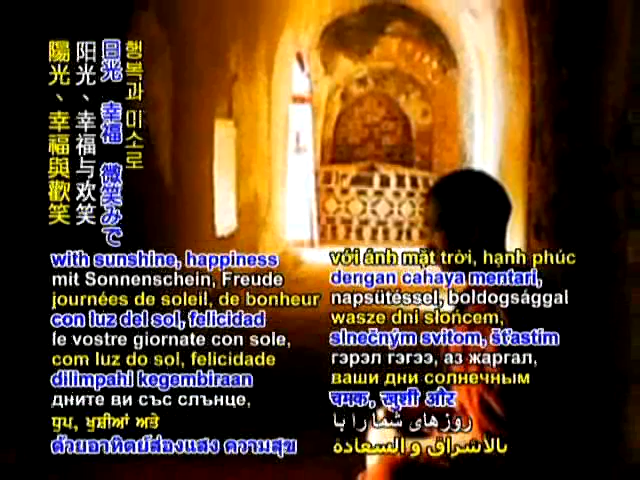 陽光、幸福與歡笑
阳光、幸福与欢笑
日光 幸福 微笑みで
행복과 미소로
with sunshine, happiness
mit Sonnenschein, Freude
journées de soleil, de bonheur
con luz del sol, felicidad
le vostre giornate con sole,
com luz do sol, felicidade
dilimpahi kegembiraan
дните ви със слънце,
ਧੁਪ, ਖੁਸ਼ੀਆਂ ਅਤੇ
ด้วยอาทิตย์ส่องแสง ความสุข
với ánh mặt trời, hạnh phúc
dengan cahaya mentari,
napsütéssel, boldogsággal
wasze dni słońcem,
slnečným svitom, šťastím
гэрэл гэгээ, аз жаргал,
ваши дни солнечным
चमक, खुशी और
روزهای شما را با
بالاشراق و السعادة